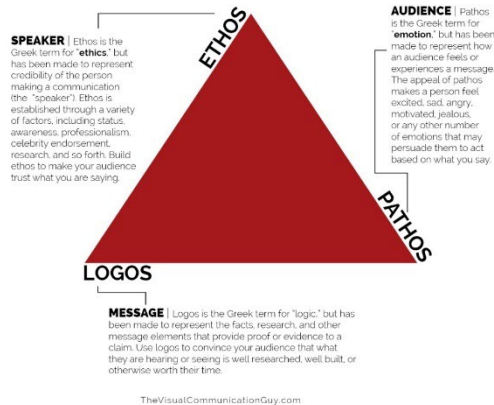 SPEAKER | Ethos is the
Greek term for "ethics," but
has been made to represent
credibility of the person
making a communication
(the "speaker"). Ethos is
established through a variety
of factors, including status,
awareness, professionalism,
celebrity endorsement,
research, and so forth. Build
ethos to make your audience
trust what you are saying.
ETHOS
AUDIENCE | Pathos
is the Greek term for
"emotion," but has been
made to represent how
an audience feels or
experiences a message.
The appeal of pathos
makes a person feel
excited, sad, angry,
motivated, jealous,
or any other number
of emotions that may
persuade them to act
based on what you say.
PATHOS
LOGOS
MESSAGE | Logos is the Greek term for "logic," but has
been made to represent the facts, research, and other
message elements that provide proof or evidence to a
claim. Use logos to convince your audience that what
they are hearing or seeing is well researched, well built, or
otherwise worth their time.
TheVisualCommunicationGuy.com